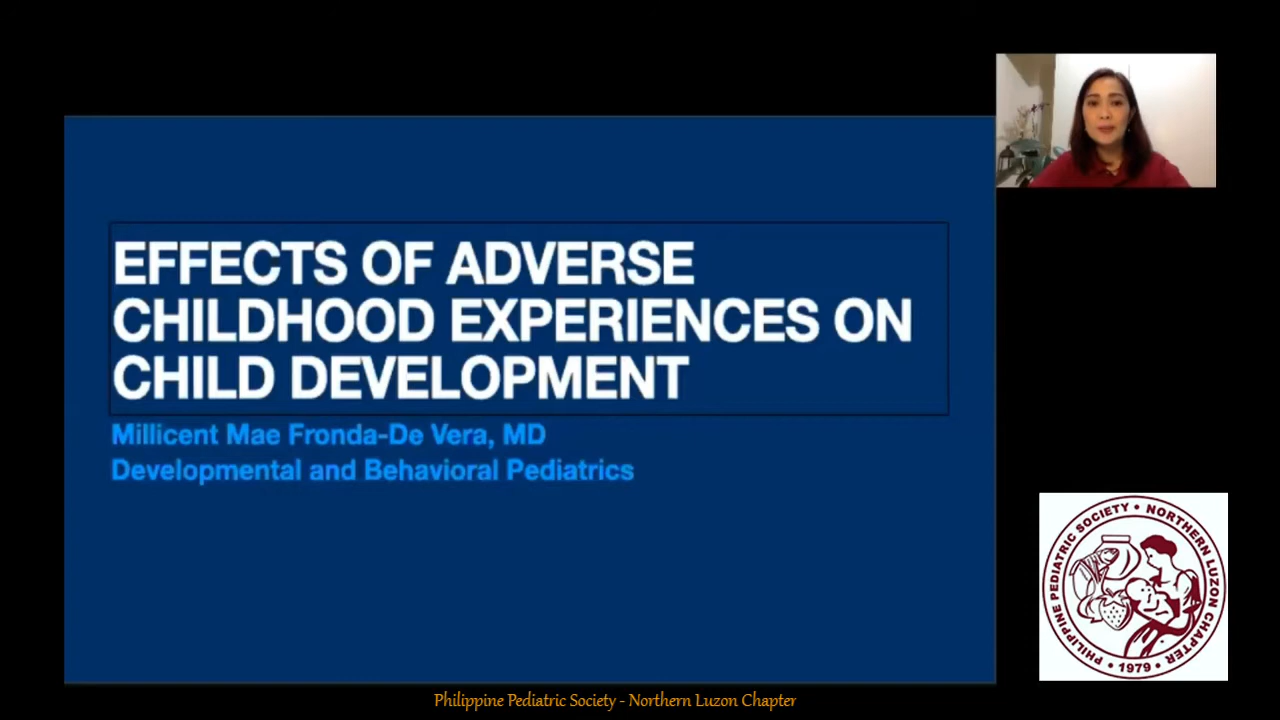 EFFECTS OF ADVERSE
CHILDHOOD EXPERIENCES ON
CHILD DEVELOPMENT
Millicent Mae Fronda-De Vera, MD
Developmental and Behavioral Pediatrics
PHILIPPINE PEDIATRIC SOCIETY • NORTHERN LUZON CHAPTER
• 1979 •
Philippine Pediatric Society - Northern Luzon Chapter